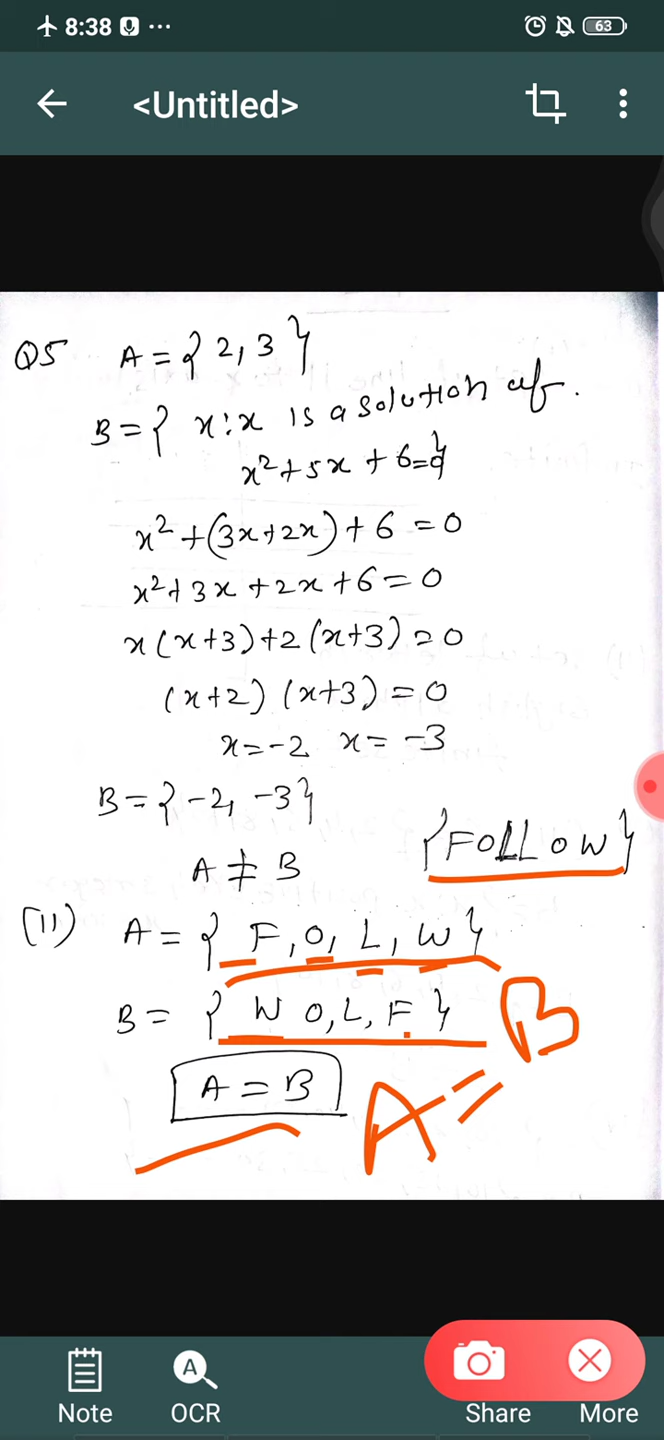 8:38 ...
63
<Untitled>
Q5 A = { 2, 3 }
B = { x : x is a solution of.
x² + 5x + 6 = 0}
x² + (3x + 2x) + 6 = 0
x² + 3x + 2x + 6 = 0
x (x+3) + 2 (x+3) = 0
(x+2) (x+3) = 0
x = -2 x = -3
B = { -2, -3 }
A ≠ B
{FOLLOW}
(11) A = { F, O, L, W }
B = { W O, L, F }
A = B
A = B
Note
OCR
Share
More